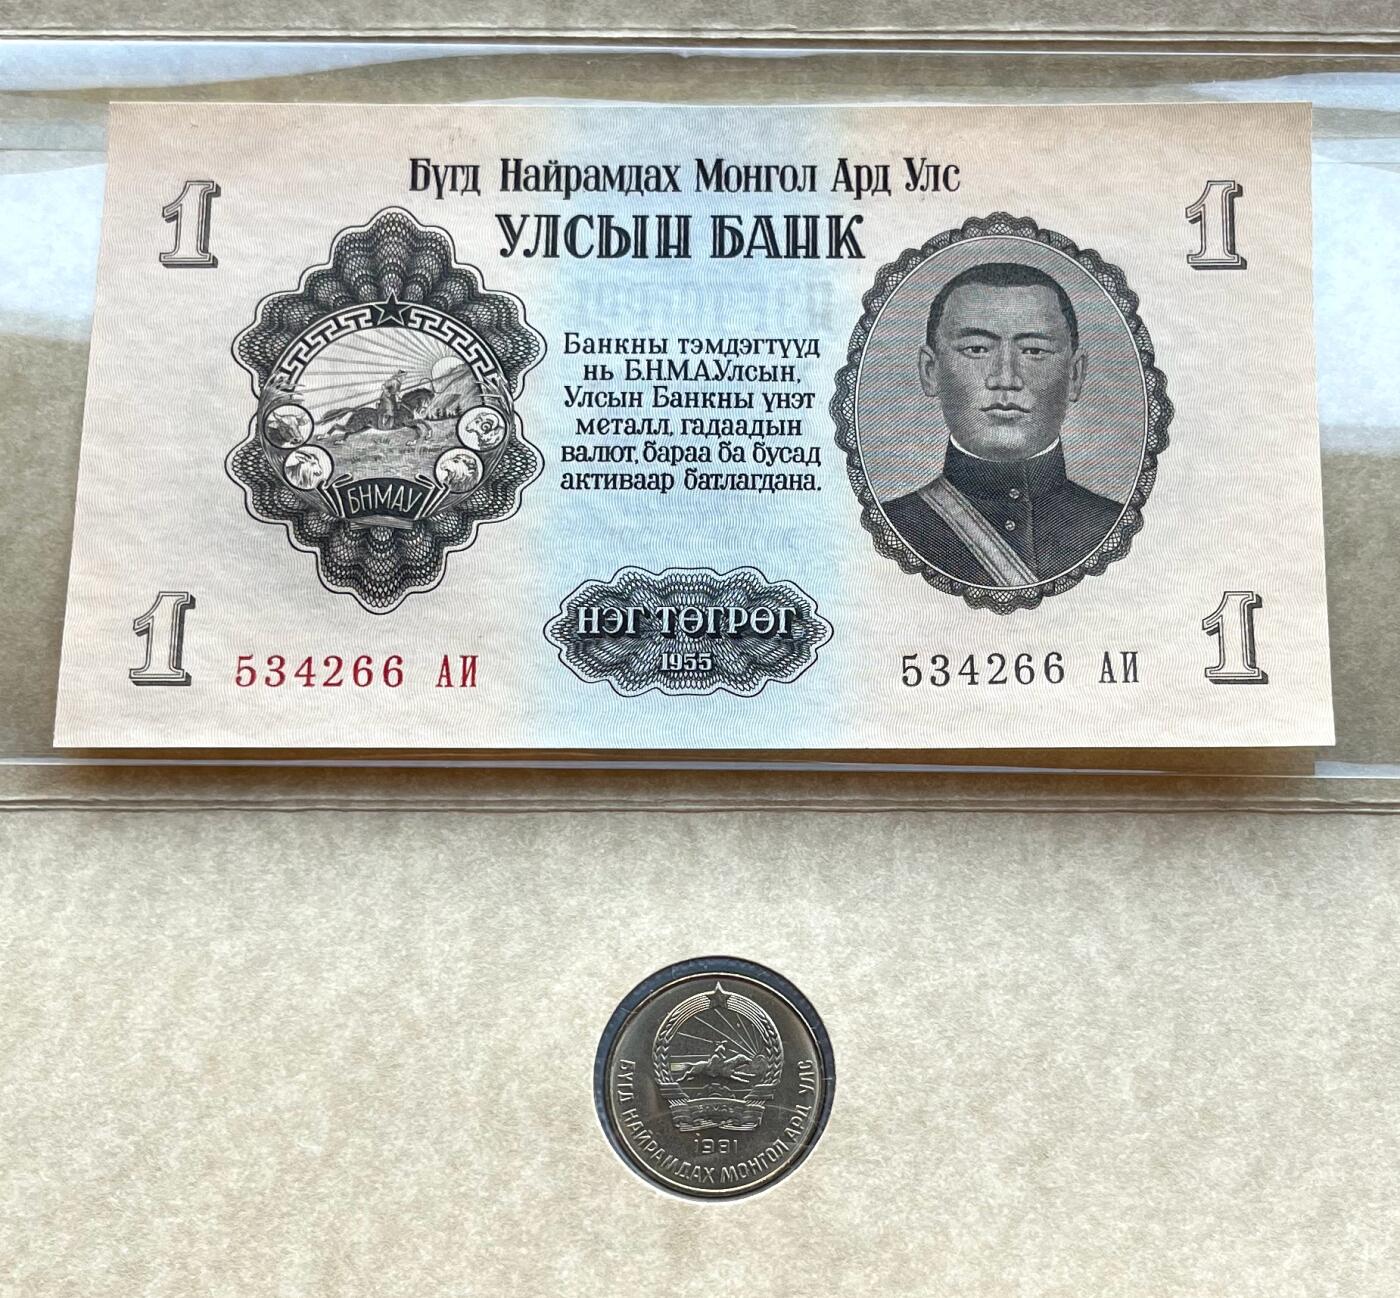 Бүгд Найрамдах Монгол Ард Улс
УЛСЫН БАНК
1
1
Банкны тэмдэгтүүд
нь Б.Н.М.А.Улсын,
Улсын Банкны үнэт
металл, гадаадын
валют, бараа ба бусад
активаар батлагдана.
БНМАУ
НЭГ ТӨГРӨГ
1955
1
534266 АИ
534266 АИ
1
1981
БҮГД НАЙРАМДАХ МОНГОЛ АРД УЛС